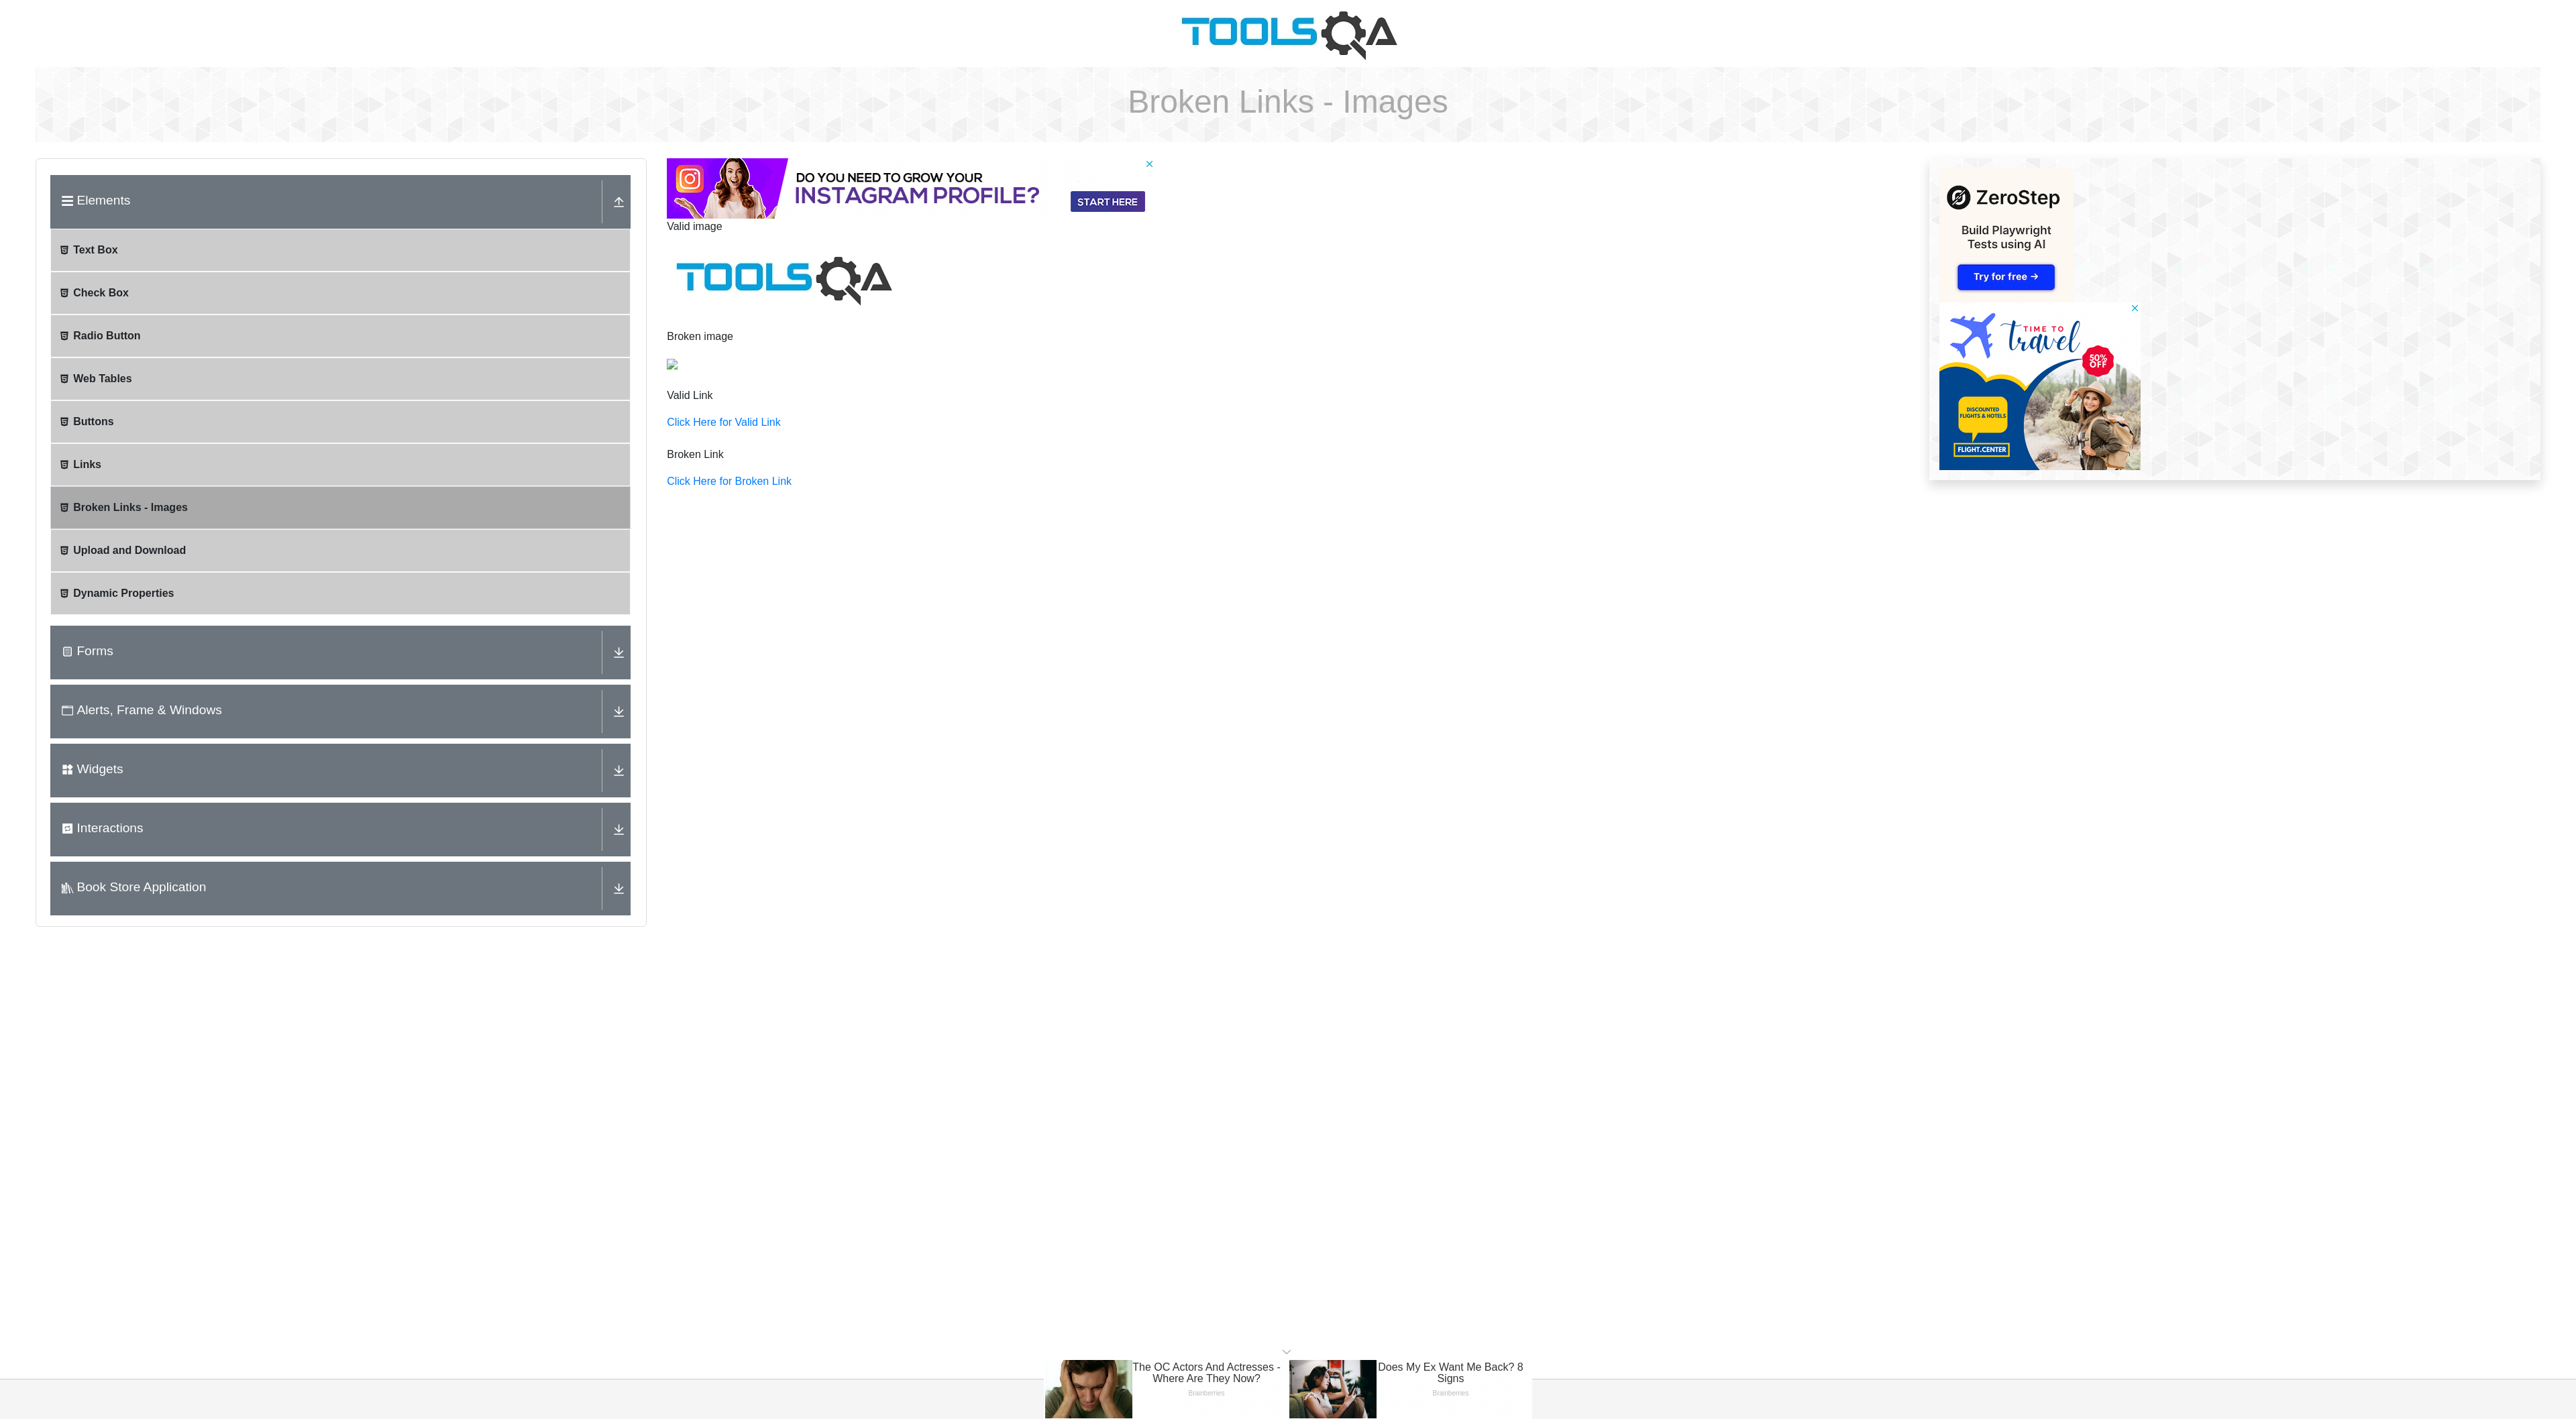 TOOLSQA
Broken Links - Images
Elements
Text Box
Check Box
Radio Button
Web Tables
Buttons
Links
Broken Links - Images
Upload and Download
Dynamic Properties
Forms
Alerts, Frame & Windows
Widgets
Interactions
Book Store Application
DO YOU NEED TO GROW YOUR
INSTAGRAM PROFILE?
START HERE
Valid image
TOOLSQA
Broken image
Valid Link
Click Here for Valid Link
Broken Link
Click Here for Broken Link
ZeroStep
Build Playwright
Tests using AI
Try for free →
TIME TO
travel
50%
OFF
DISCOUNTED
FLIGHTS & HOTELS
FLIGHT.CENTER
The OC Actors And Actresses -
Where Are They Now?
Brainberries
Does My Ex Want Me Back? 8
Signs
Brainberries